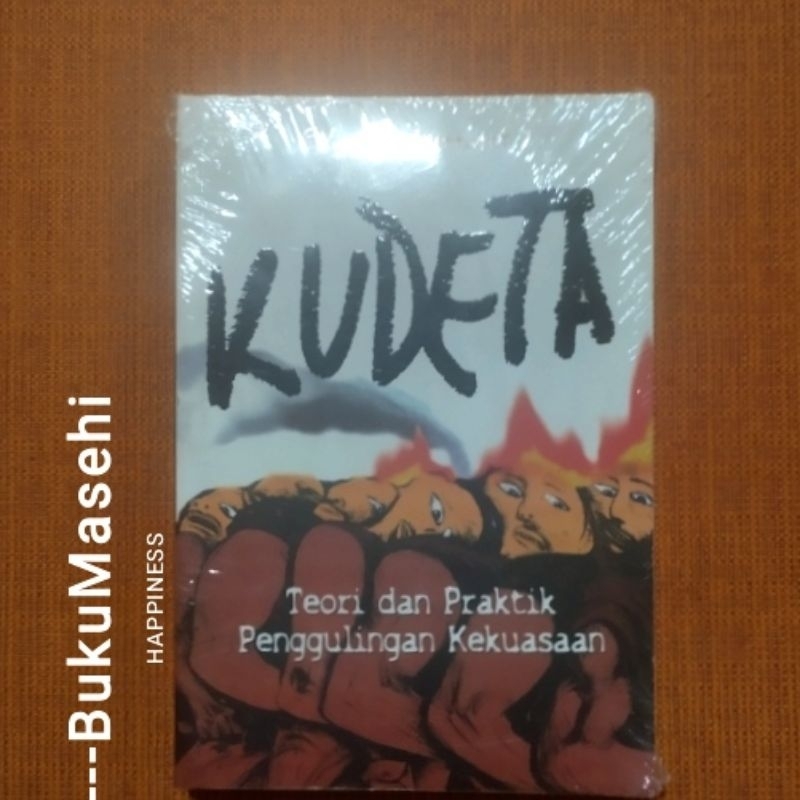 KUDETA
Teori dan Praktik
Penggulingan Kekuasaan
---BukuMasehi
HAPPINESS